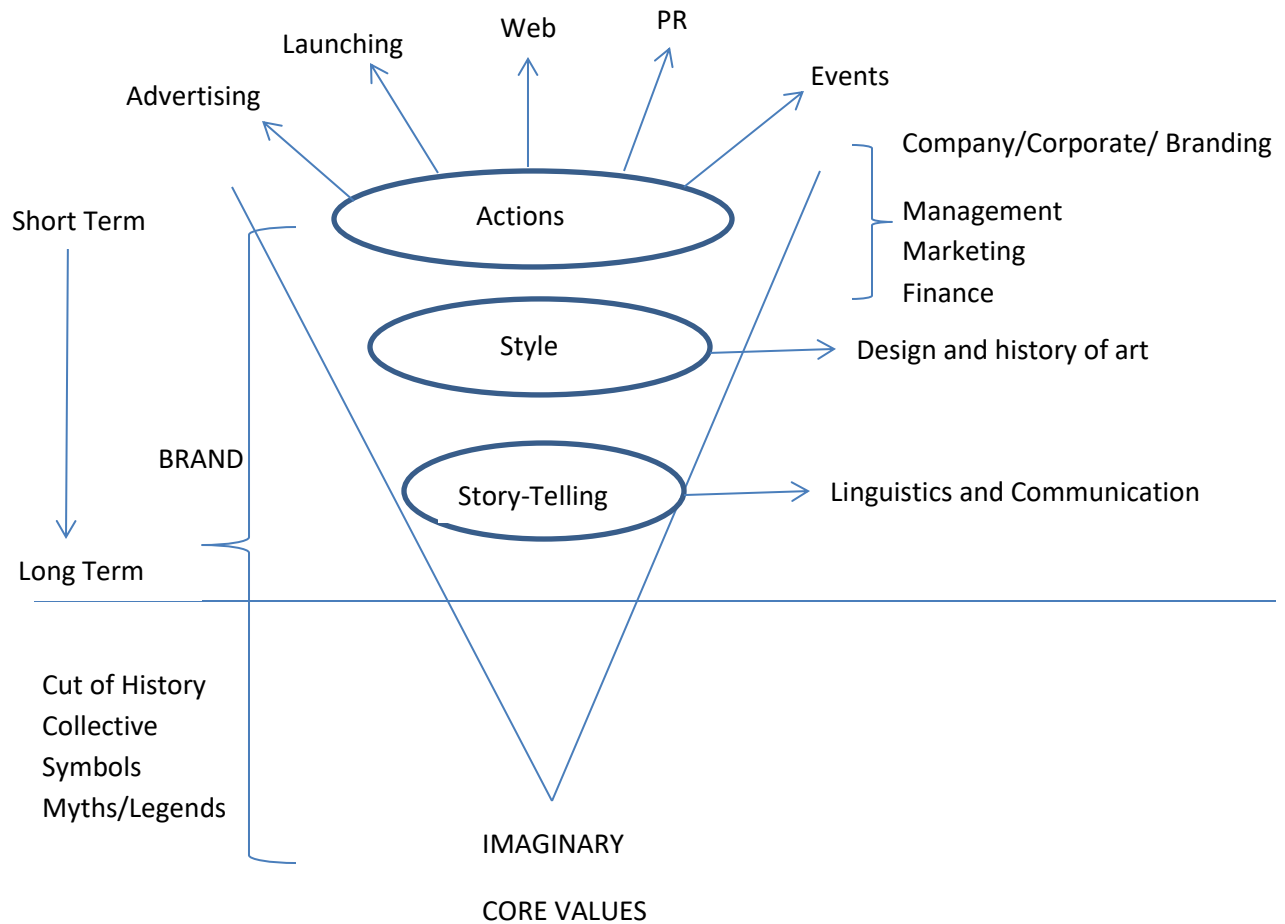 PR
Web
Launching
Events
Advertising
Company/Corporate/ Branding
Short Term
Actions
Management
Marketing
Finance
Style
Design and history of art
BRAND
Story-Telling
Linguistics and Communication
Long Term
Cut of History
Collective
Symbols
Myths/Legends
IMAGINARY
CORE VALUES